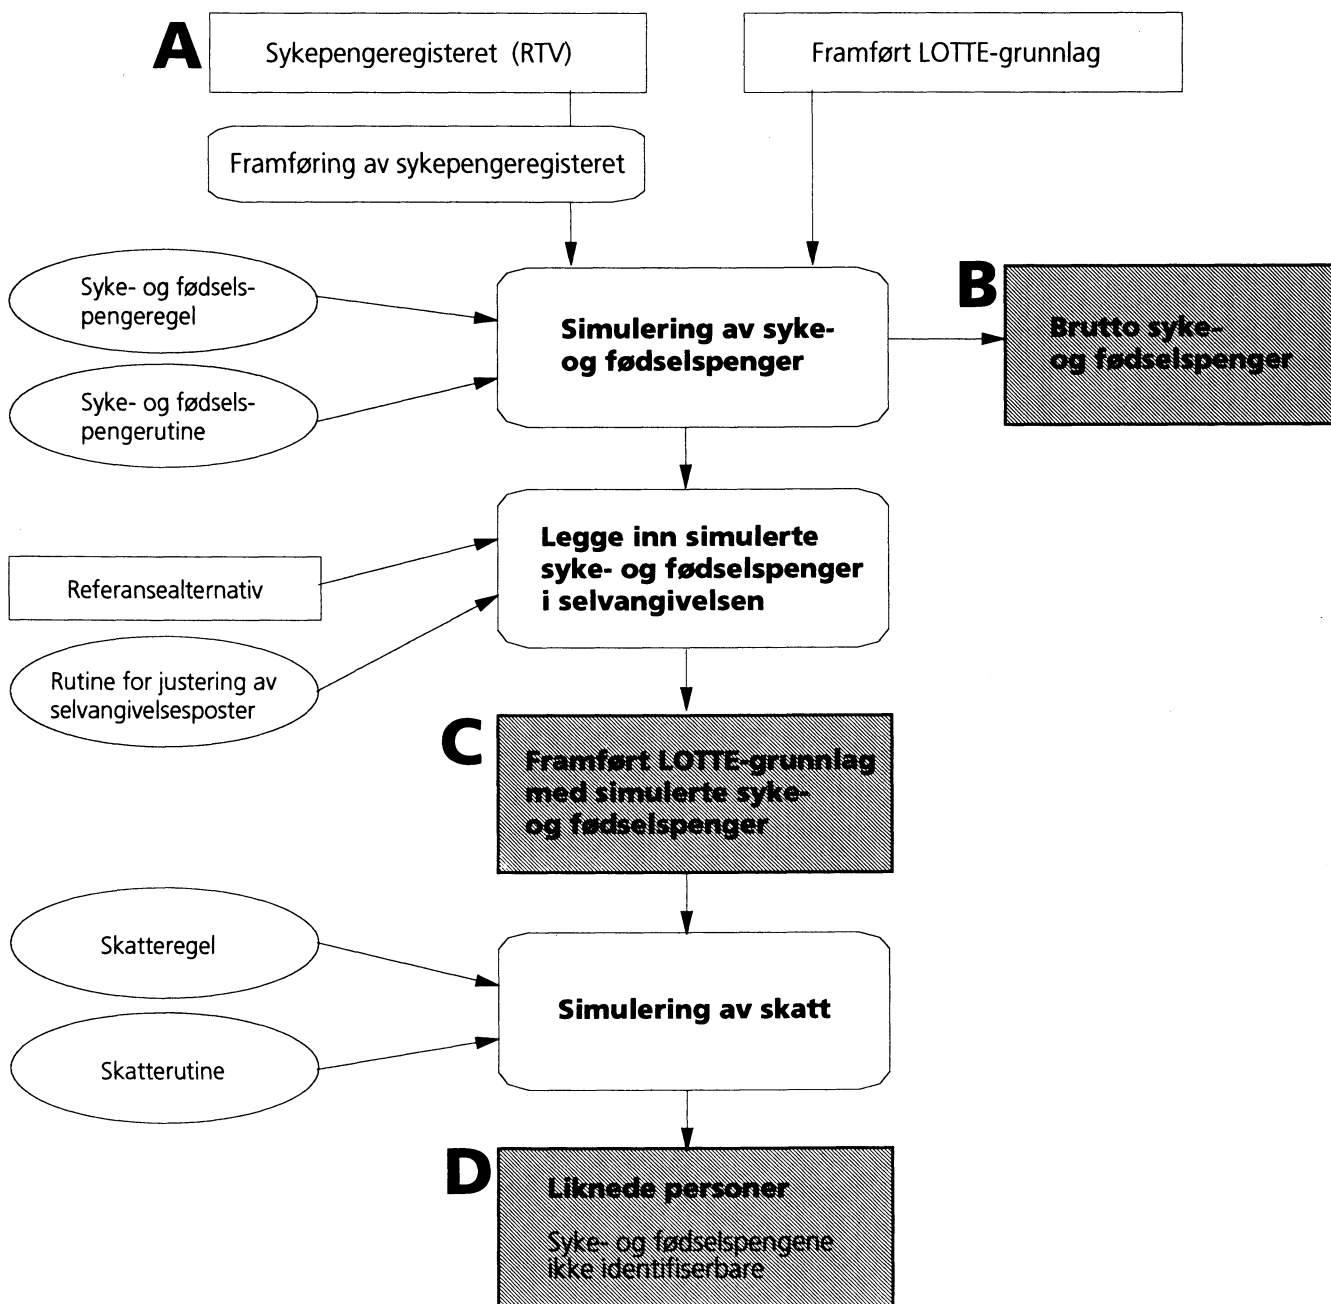 A
Sykepengeregisteret (RTV)
Framført LOTTE-grunnlag
Framføring av sykepengeregisteret
Syke- og fødsels-
pengeregel
Simulering av syke-
og fødselspenger
B
Brutto syke-
og fødselspenger
Syke- og fødsels-
pengerutine
Legge inn simulerte
syke- og fødselspenger
i selvangivelsen
Referansealternativ
Rutine for justering av
selvangivelsesposter
C
Framført LOTTE-grunnlag
med simulerte syke-
og fødselspenger
Skatteregel
Simulering av skatt
Skatterutine
D
Liknede personer
Syke- og fødselspengene
ikke identifiserbare